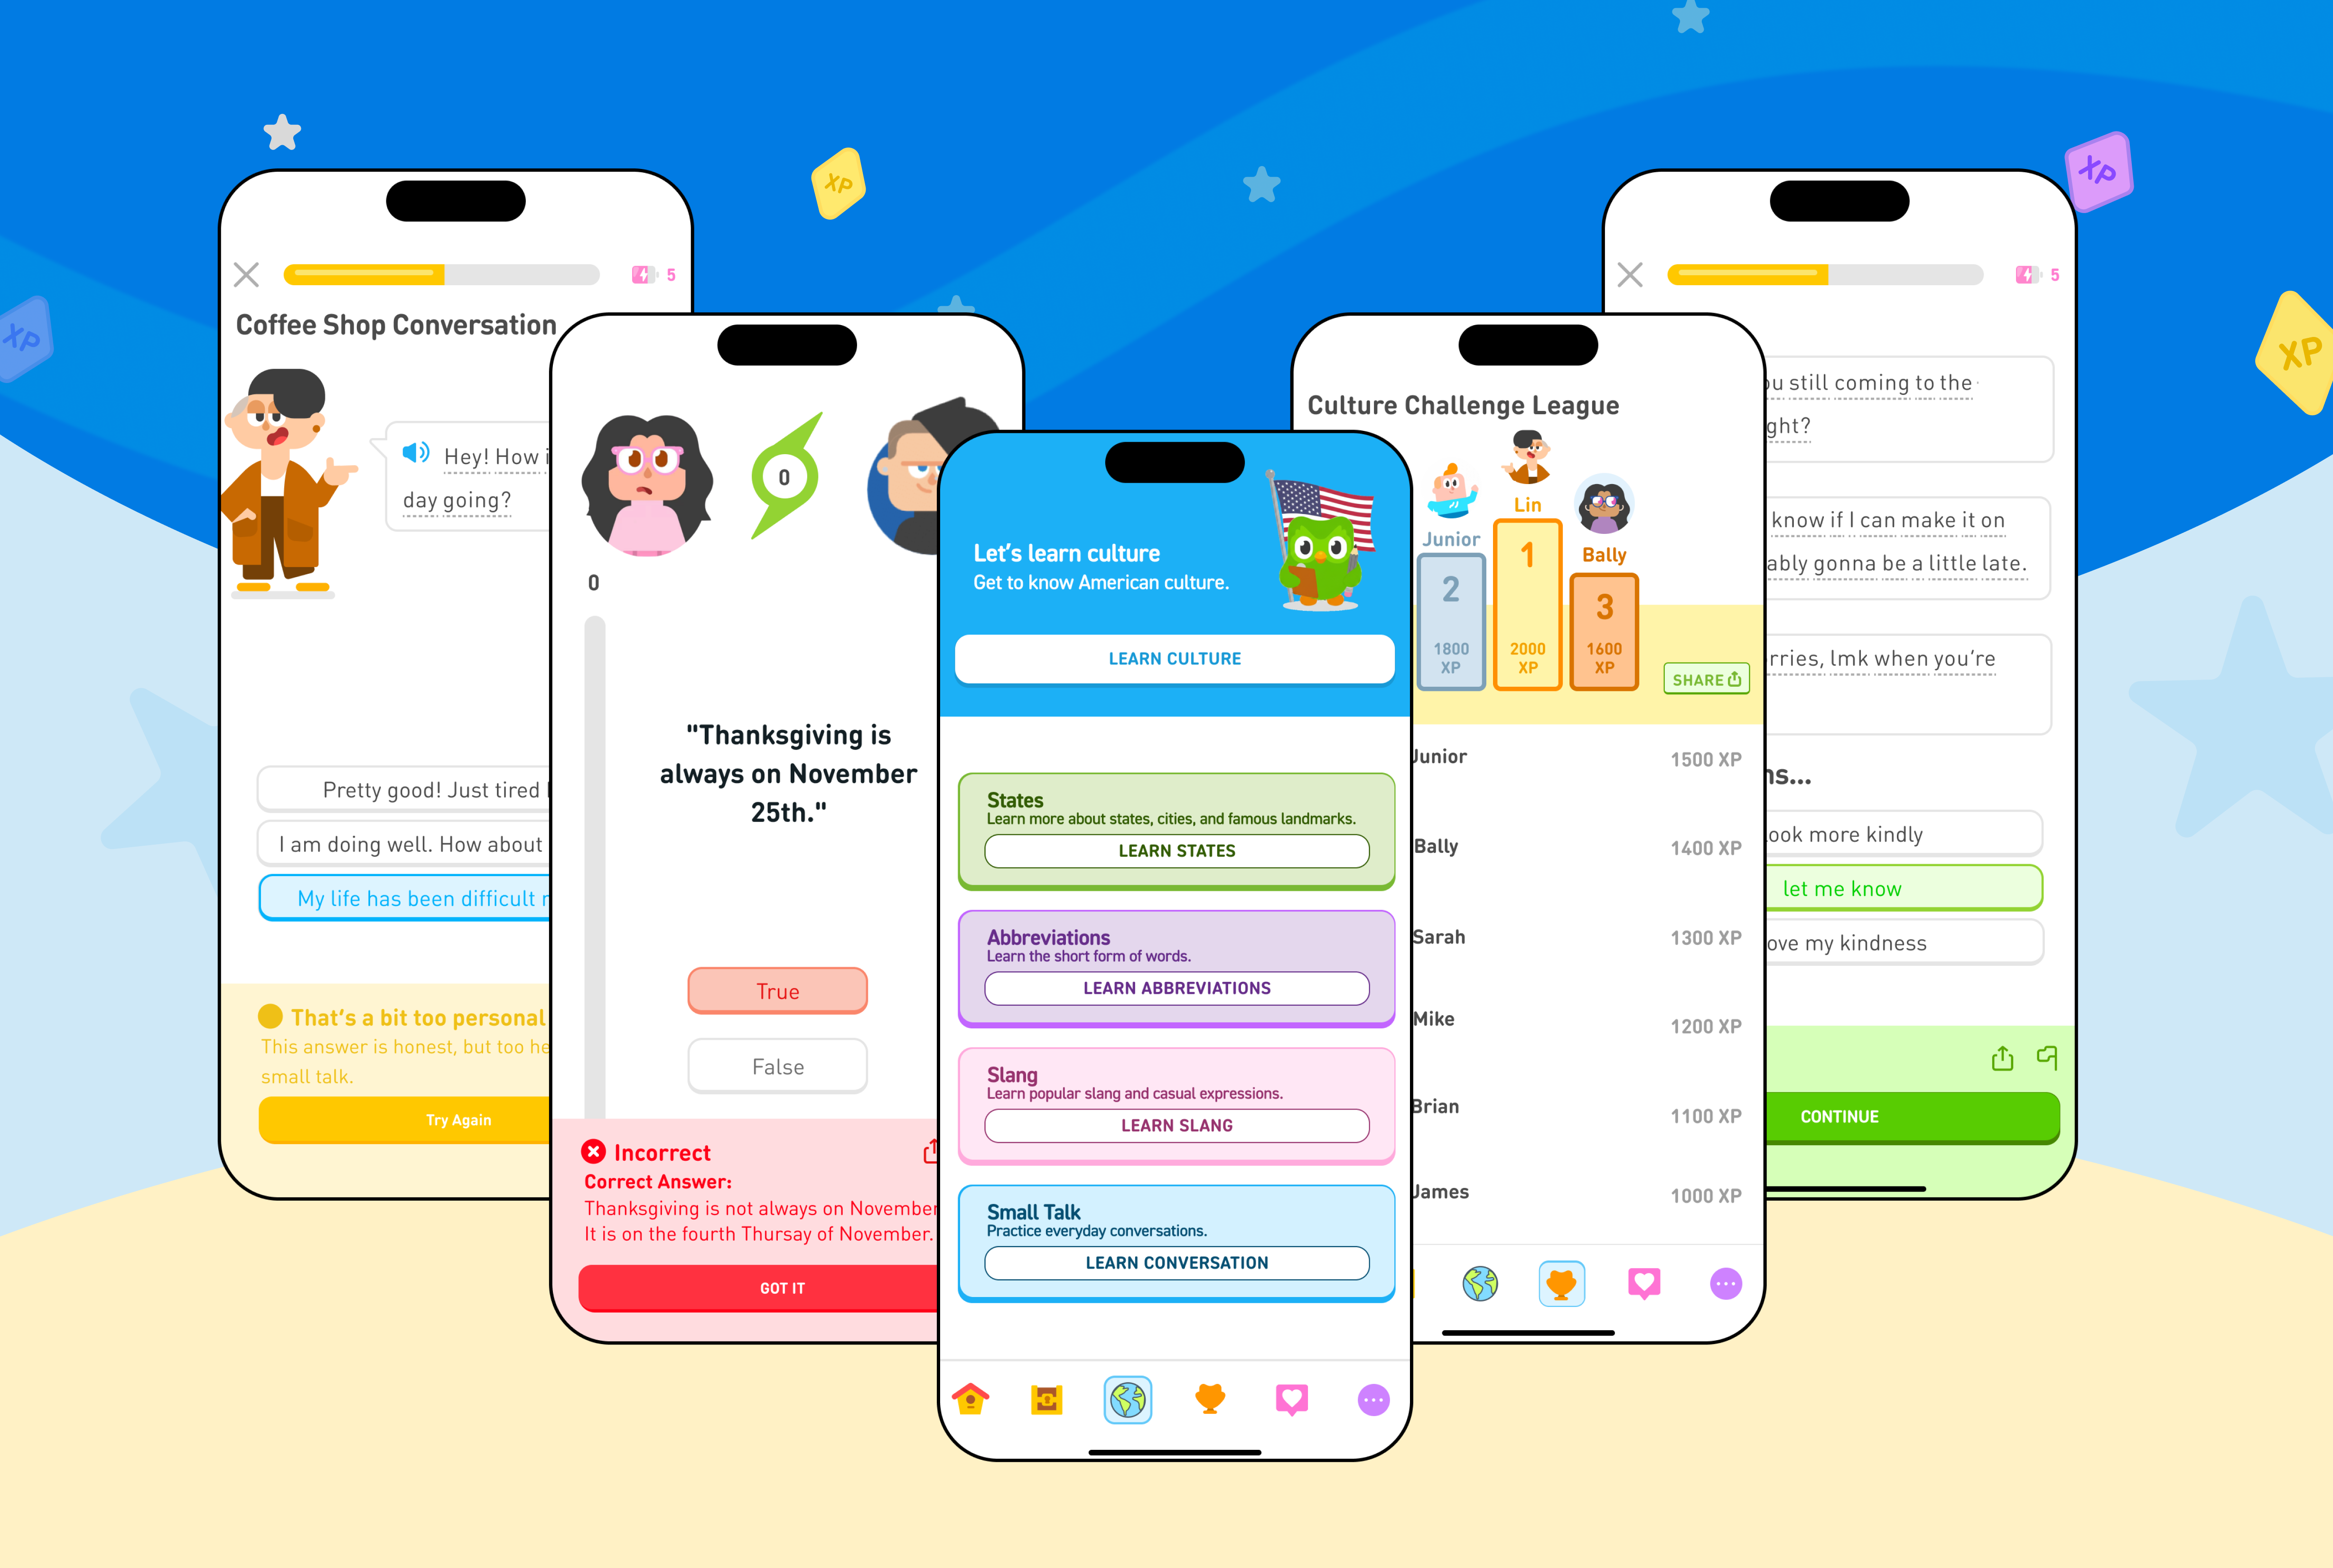 XP
XP
XP
XP
5
Coffee Shop Conversation
Hey! How
day going?
Pretty good! Just tired
I am doing well. How about
My life has been difficult
That's a bit too personal
This answer is honest, but too
small talk.
Try Again
0
0
"Thanksgiving is
always on November
25th."
True
False
Incorrect
Correct Answer:
Thanksgiving is not always on November
It is on the fourth Thursay of November.
GOT IT
Let's learn culture
Get to know American culture.
LEARN CULTURE
States
Learn more about states, cities, and famous landmarks.
LEARN STATES
Abbreviations
Learn the short form of words.
LEARN ABBREVIATIONS
Slang
Learn popular slang and casual expressions.
LEARN SLANG
Small Talk
Practice everyday conversations.
LEARN CONVERSATION
Culture Challenge League
Lin
Junior
Bally
1
2
3
1800 XP
2000 XP
1600 XP
SHARE
Junior 1500 XP
Bally 1400 XP
Sarah 1300 XP
Mike 1200 XP
Brian 1100 XP
James 1000 XP
5
still coming to the
know if I can make it on
gonna be a little late.
lmk when you're
more kindly
let me know
my kindness
CONTINUE